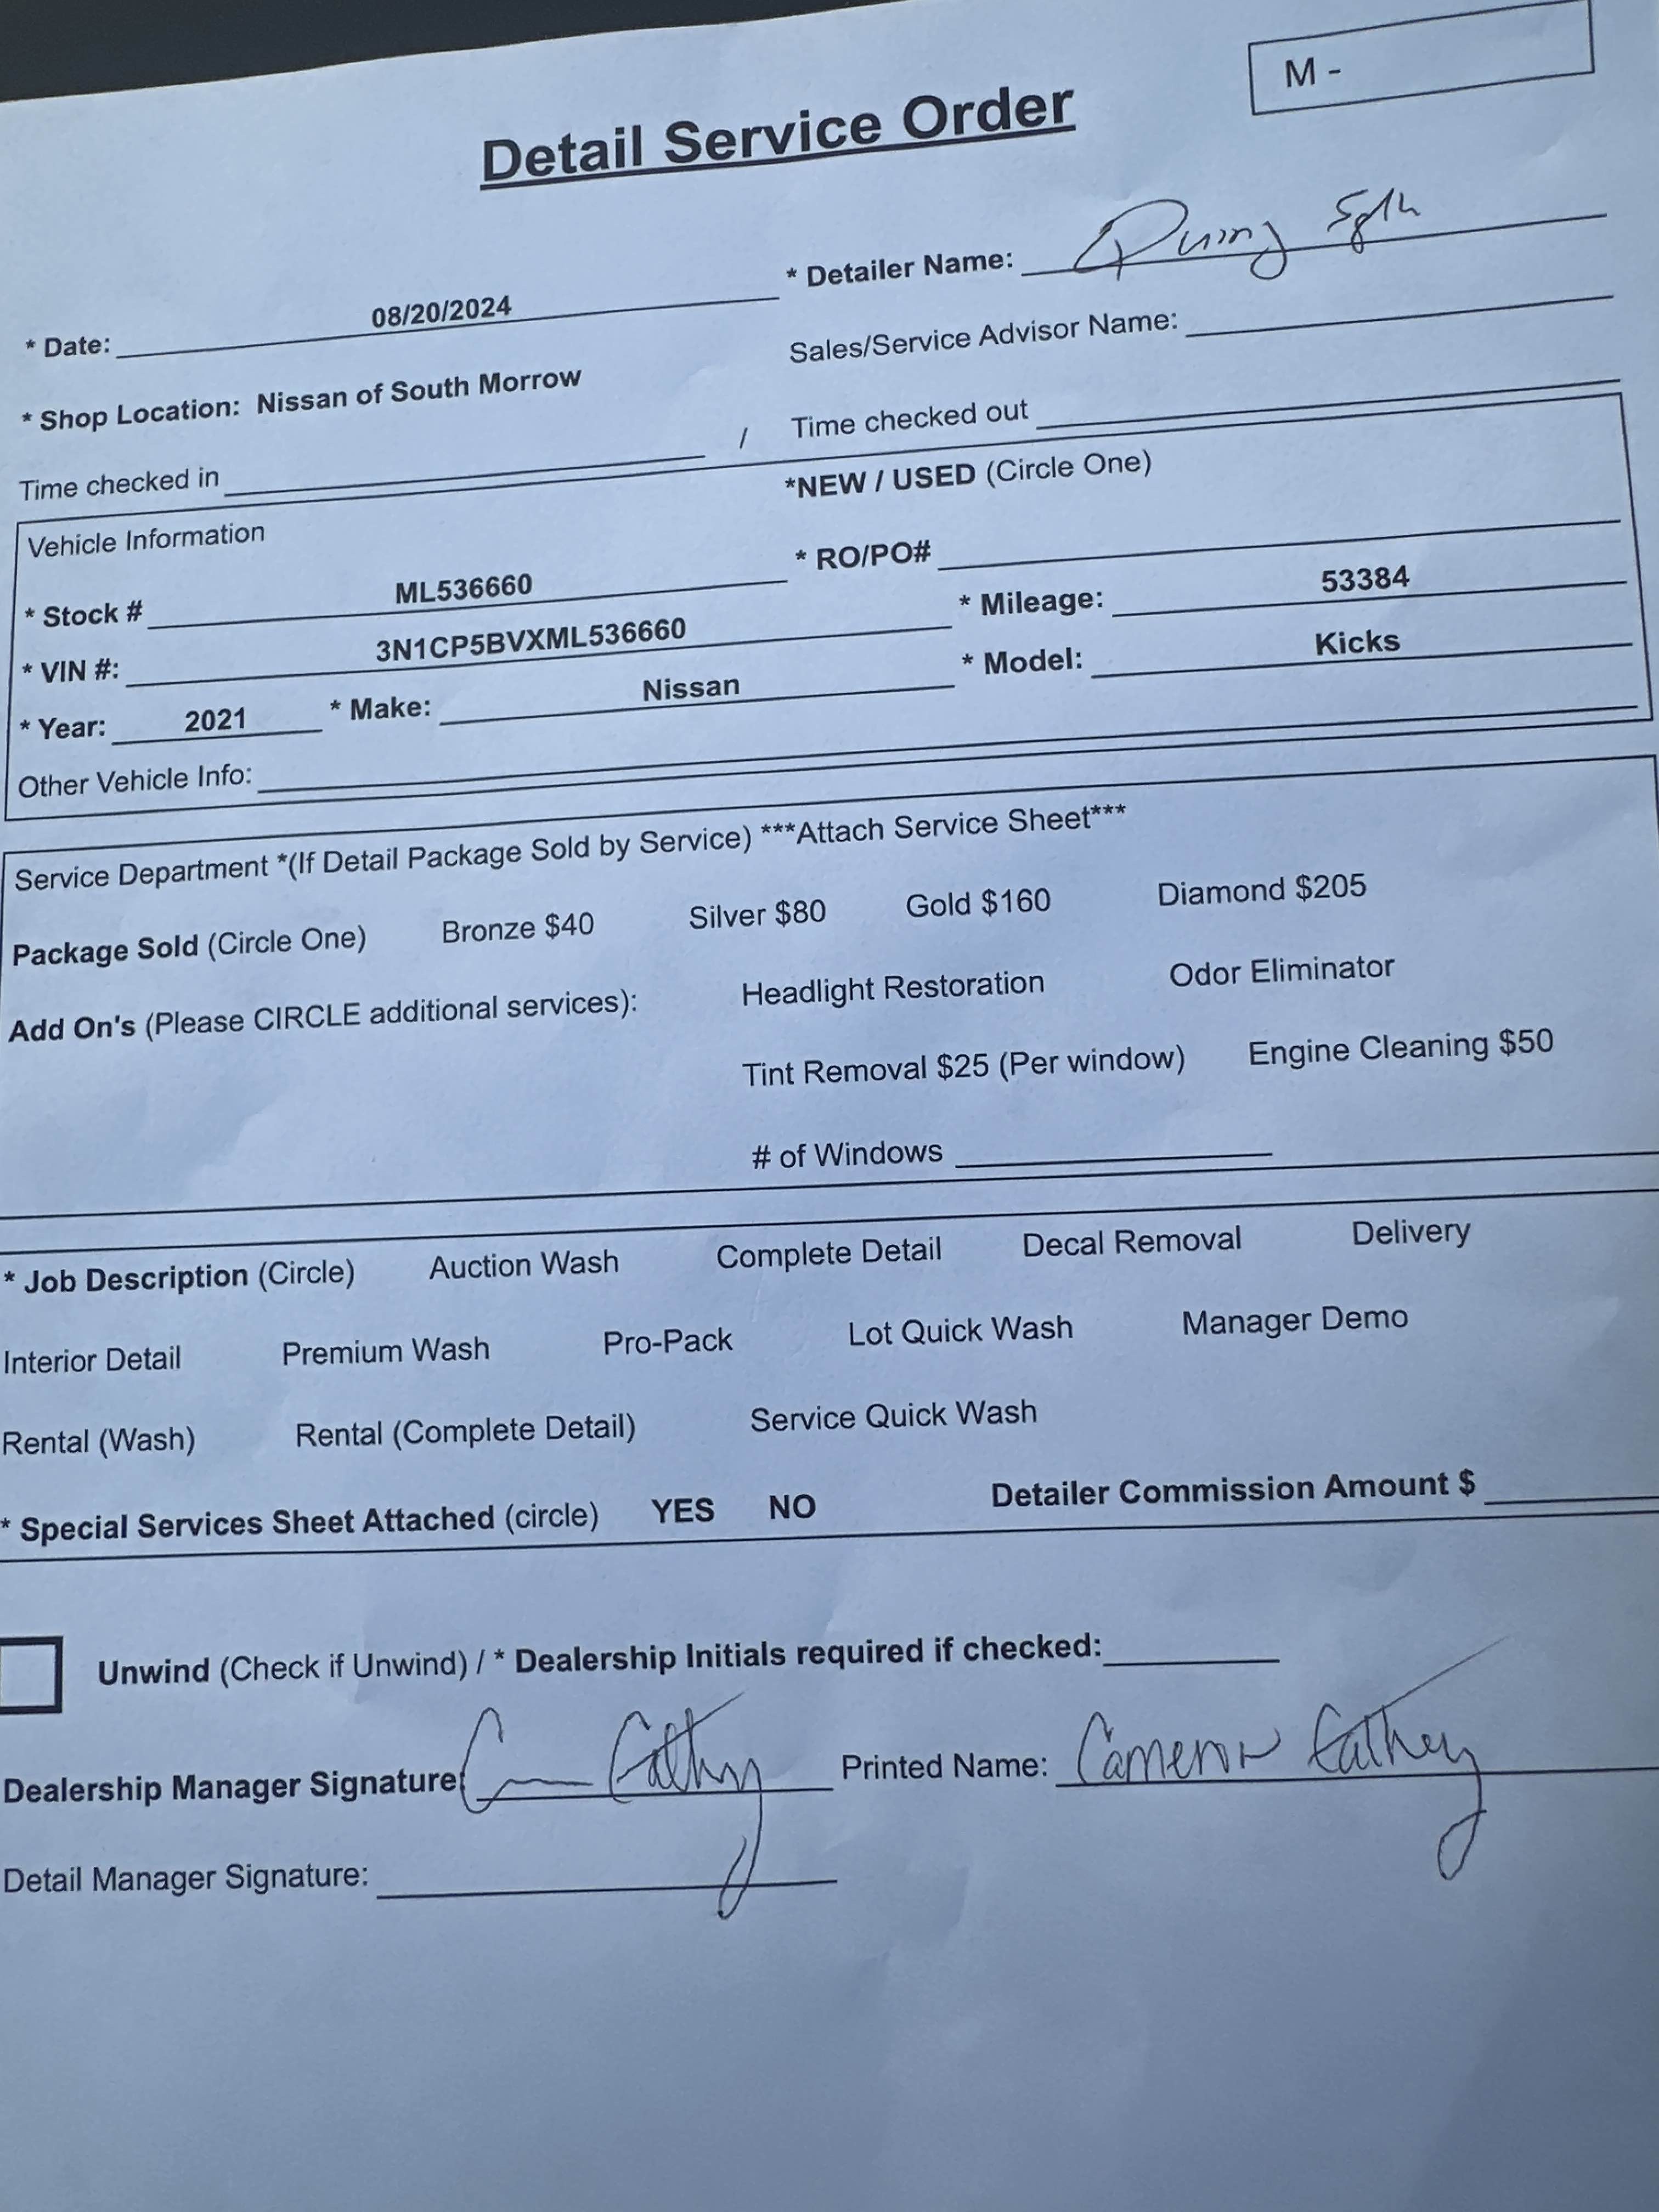 M -
Detail Service Order
* Date: 08/20/2024 * Detailer Name:
* Shop Location: Nissan of South Morrow Sales/Service Advisor Name:
Time checked in / Time checked out
Vehicle Information *NEW / USED (Circle One)
* Stock # ML536660 * RO/PO#
* VIN #: 3N1CP5BVXML536660 * Mileage: 53384
* Year: 2021 * Make: Nissan * Model: Kicks
Other Vehicle Info:
Service Department *(If Detail Package Sold by Service) ***Attach Service Sheet***
Package Sold (Circle One) Bronze $40 Silver $80 Gold $160 Diamond $205
Add On's (Please CIRCLE additional services): Headlight Restoration Odor Eliminator
Tint Removal $25 (Per window) Engine Cleaning $50
# of Windows
* Job Description (Circle) Auction Wash Complete Detail Decal Removal Delivery
Interior Detail Premium Wash Pro-Pack Lot Quick Wash Manager Demo
Rental (Wash) Rental (Complete Detail) Service Quick Wash
* Special Services Sheet Attached (circle) YES NO Detailer Commission Amount $
Unwind (Check if Unwind) / * Dealership Initials required if checked:
Dealership Manager Signature: C Cathey Printed Name: Cameron Cathey
Detail Manager Signature: